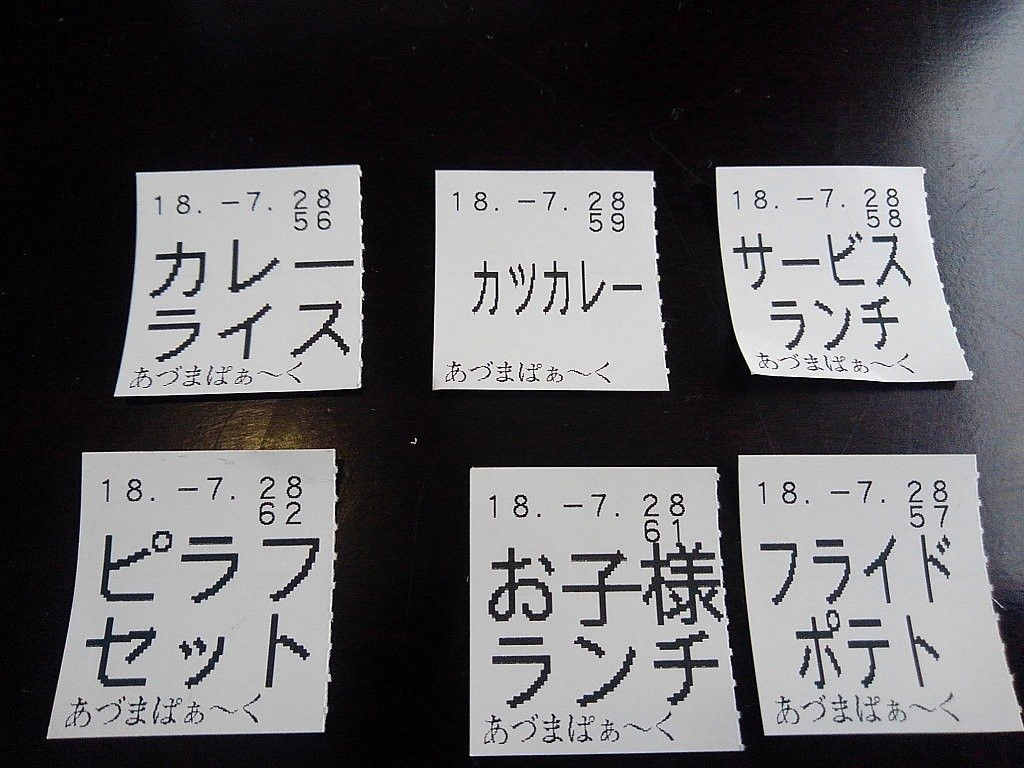 18.-7.28
56
カレー
ライス
あづまぱぁ～く
18.-7.28
59
カツカレー
あづまぱぁ～く
18.-7.28
58
サービス
ランチ
あづまぱぁ～く
18.-7.28
62
ピラフ
セット
あづまぱぁ～く
18.-7.28
61
お子様
ランチ
あづまぱぁ～く
18.-7.28
57
フライド
ポテト
あづまぱぁ～く